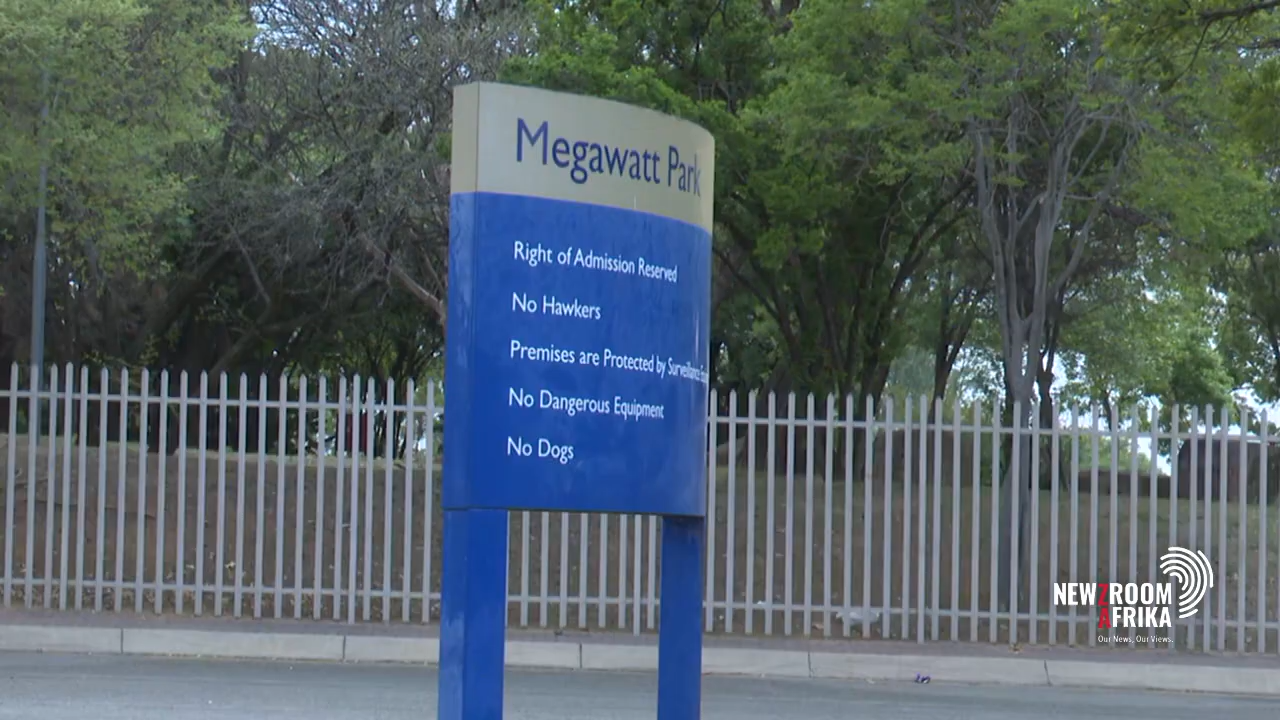 Megawatt Park
Right of Admission Reserved
No Hawkers
Premises are Protected by Surveillance
No Dangerous Equipment
No Dogs
NEWZROOM
AFRIKA
Our News, Our Views.